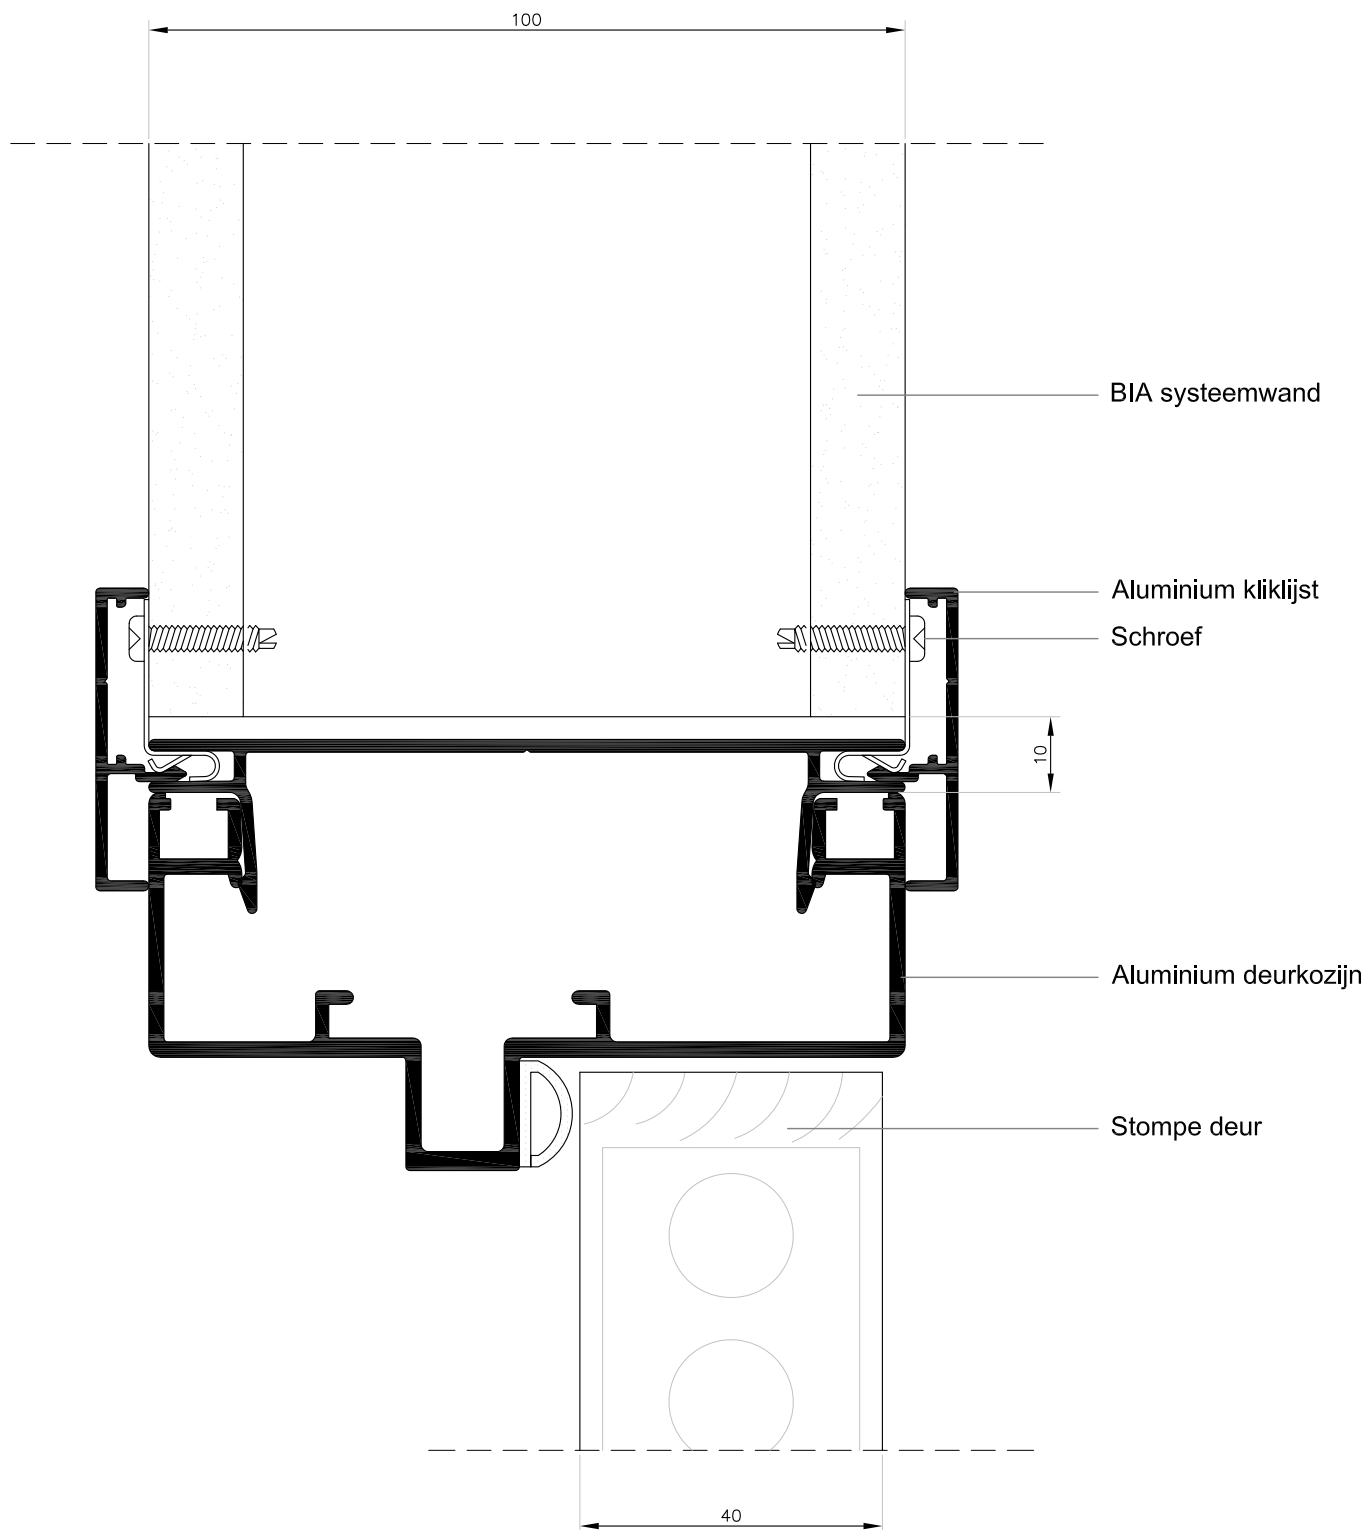 100
BIA systeemwand
Aluminium kliklijst
Schroef
10
Aluminium deurkozijn
Stompe deur
40